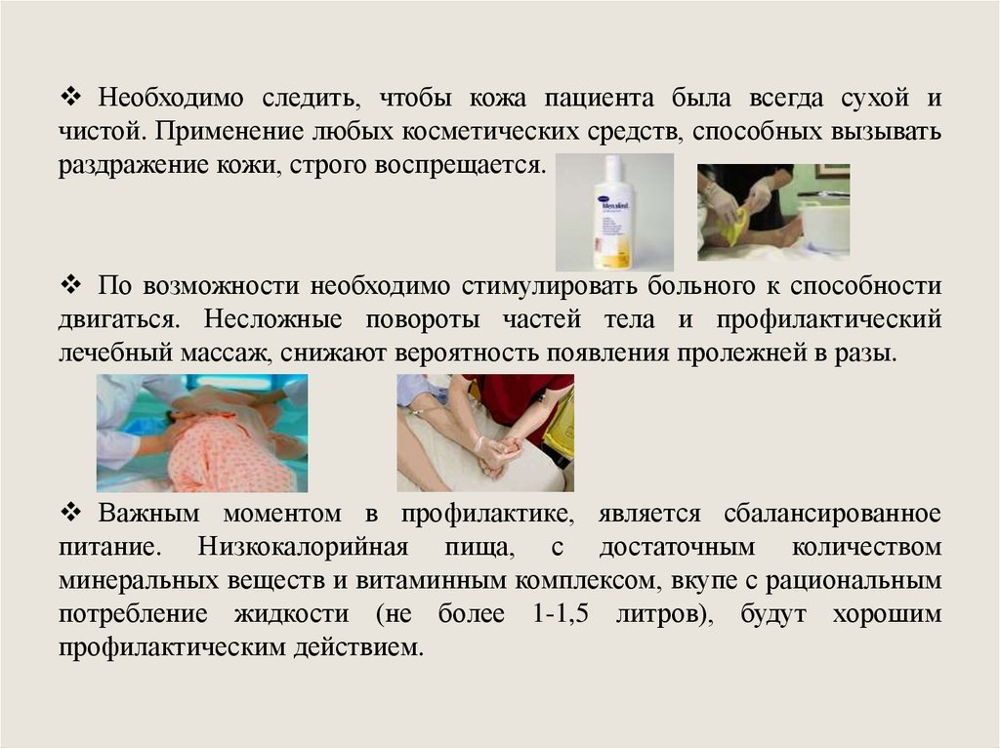 ❖ Необходимо следить, чтобы кожа пациента была всегда сухой и
чистой. Применение любых косметических средств, способных вызывать
раздражение кожи, строго воспрещается.
Menalind
❖ По возможности необходимо стимулировать больного к способности
двигаться. Несложные повороты частей тела и профилактический
лечебный массаж, снижают вероятность появления пролежней в разы.
❖ Важным моментом в профилактике, является сбалансированное
питание. Низкокалорийная пища, с достаточным количеством
минеральных веществ и витаминным комплексом, вкупе с рациональным
потребление жидкости (не более 1-1,5 литров), будут хорошим
профилактическим действием.